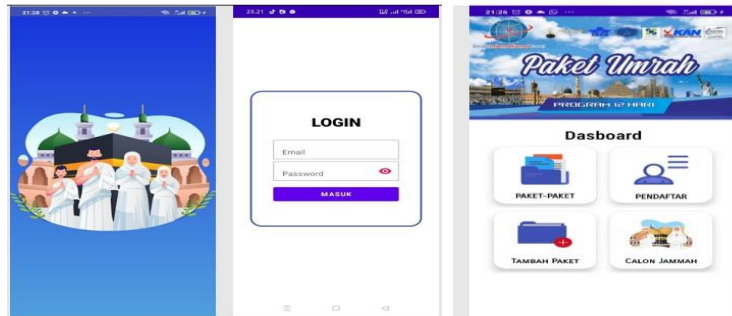 21:28
23.21
LOGIN
Email
Password
MASUK
21:26
KAN
Paket Umrah
PROGRAM 12 HARI
Dasboard
PAKET-PAKET
PENDAFTAR
TAMBAH PAKET
CALON JAMMAH